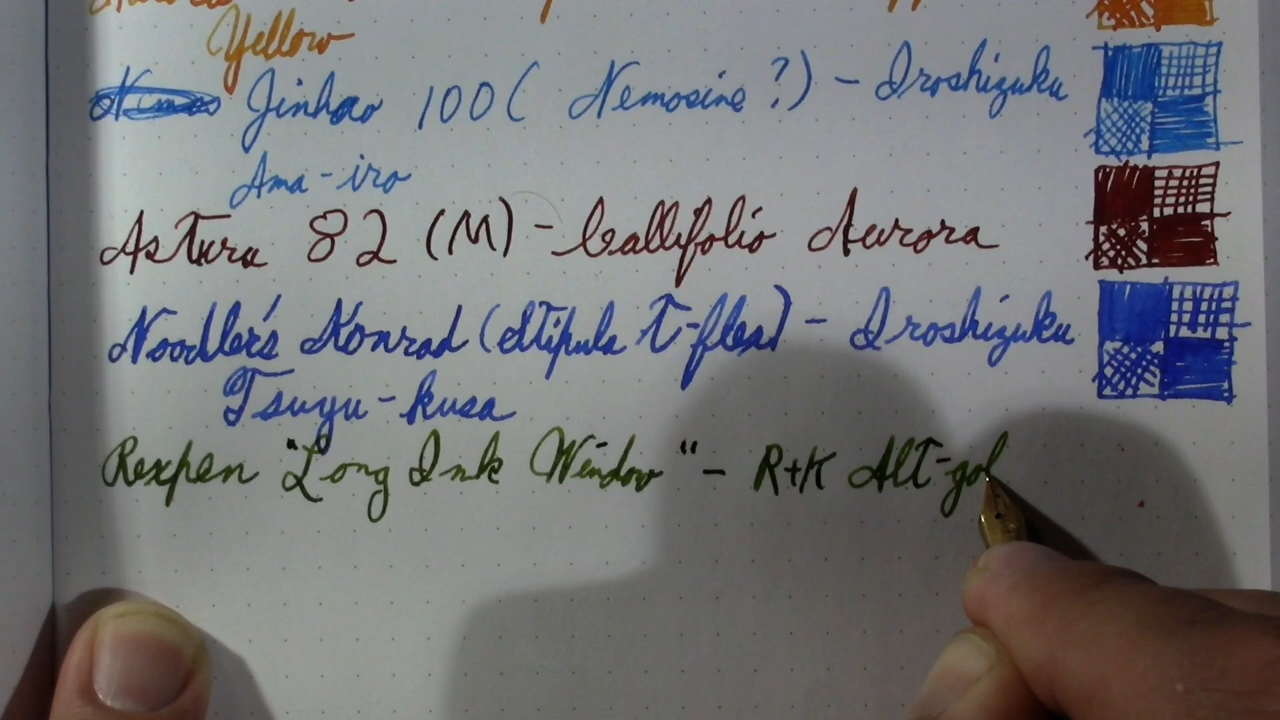 Yellow
Jinhao 100 ( Nemosine ? ) - Iroshizuku
Ama-iro
Astura 82 (M) - Callifolio Aurora
Noodler's Konrad (Stipula T-flex) - Iroshizuku
Tsuyu-kusa
Rexpen "Long Ink Window" - R+K Alt-gol